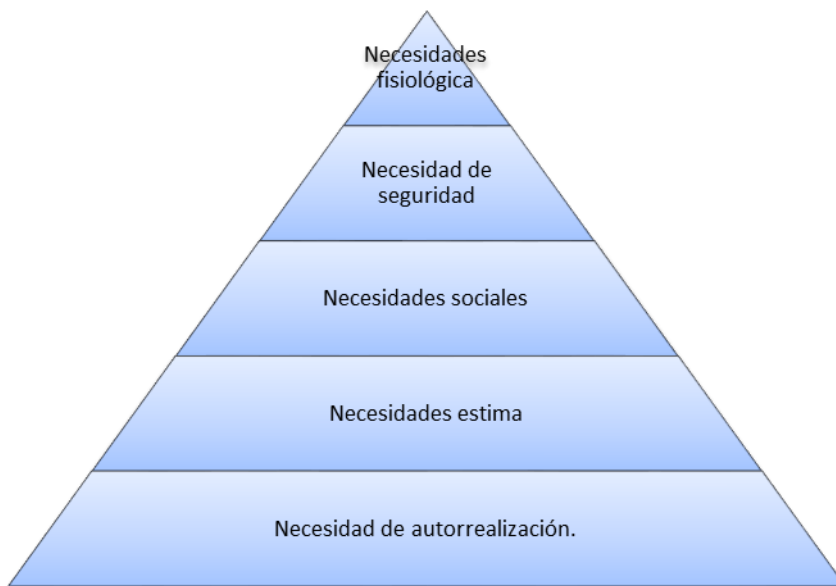 Necesidades
fisiológica
Necesidad de
seguridad
Necesidades sociales
Necesidades estima
Necesidad de autorrealización.